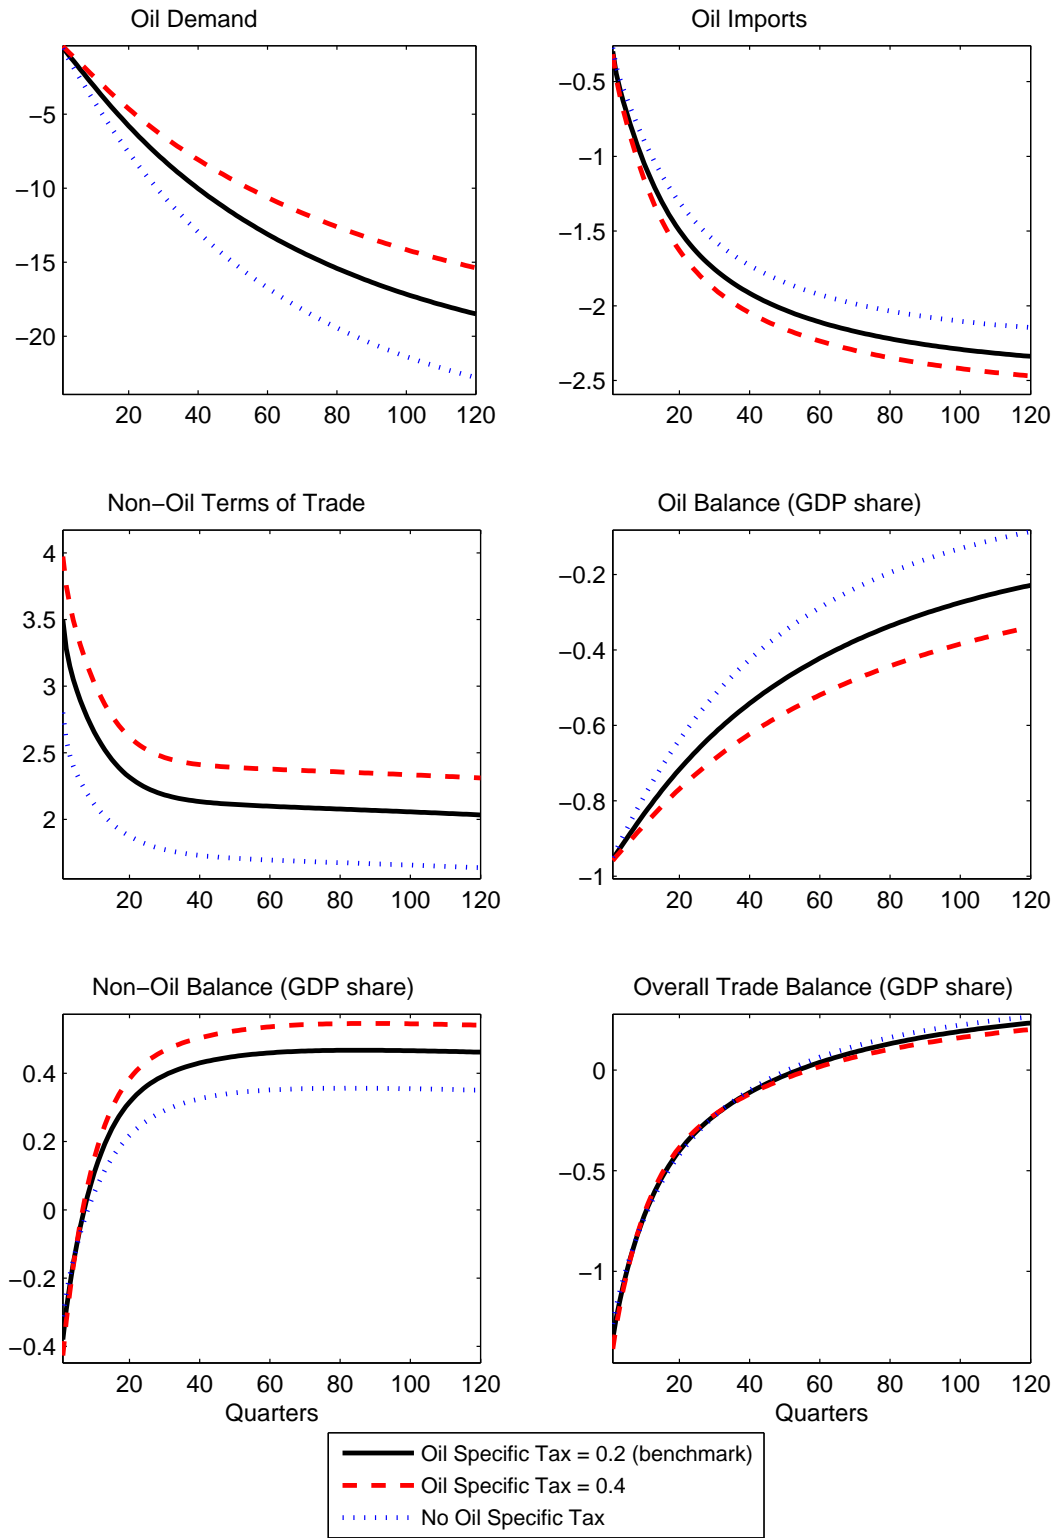 Oil Demand
−5
−10
−15
−20
20 40 60 80 100 120
Oil Imports
−0.5
−1
−1.5
−2
−2.5
20 40 60 80 100 120
Non−Oil Terms of Trade
4
3.5
3
2.5
2
20 40 60 80 100 120
Oil Balance (GDP share)
−0.2
−0.4
−0.6
−0.8
−1
20 40 60 80 100 120
Non−Oil Balance (GDP share)
0.4
0.2
0
−0.2
−0.4
20 40 60 80 100 120
Quarters
Overall Trade Balance (GDP share)
0
−0.5
−1
20 40 60 80 100 120
Quarters
Oil Specific Tax = 0.2 (benchmark)
Oil Specific Tax = 0.4
No Oil Specific Tax